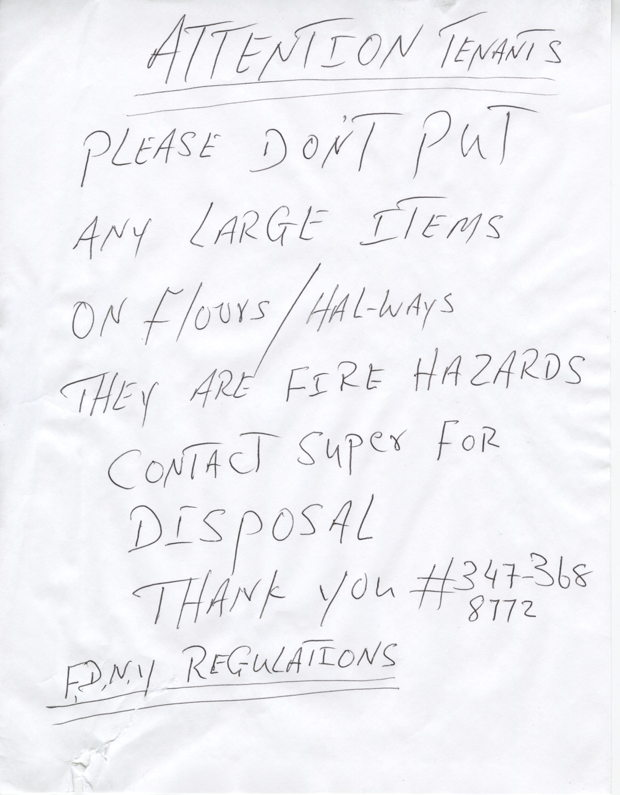 ATTENTION TENANTS
PLEASE DON'T PUT
ANY LARGE ITEMS
ON FlOURS/HAL-WAYS
THEY ARE FIRE HAZARDS
CONTACT SUPER FOR
DISPOSAL
THANK YOU #347-368
8772
F.D.N.Y REGULATIONS